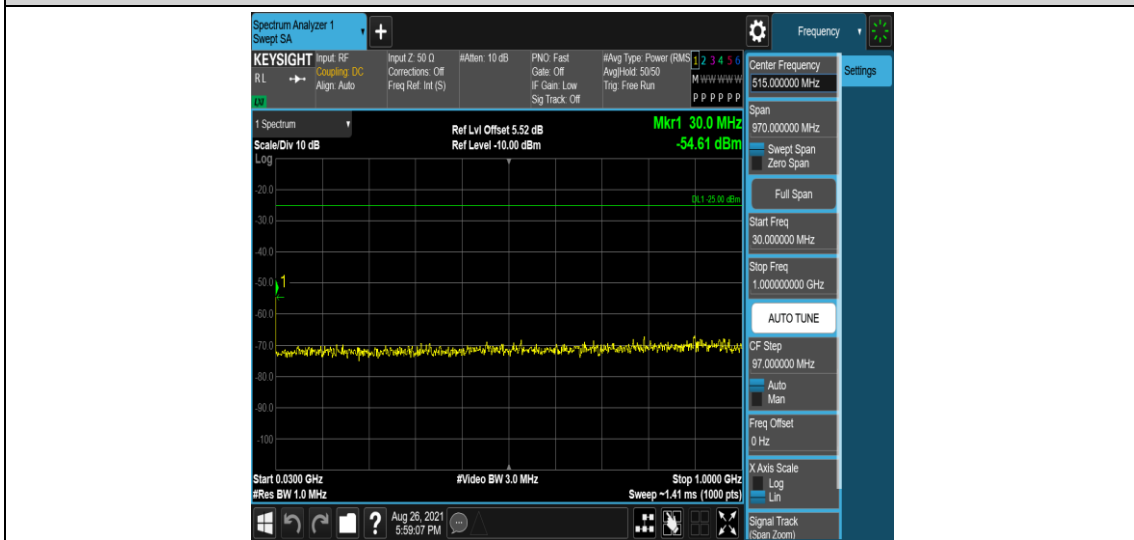 Spectrum Analyzer 1
Swept SA
+
Frequency
KEYSIGHT
RL
LXI
Input: RF
Coupling: DC
Align: Auto
Input Z: 50 Ω
Corrections: Off
Freq Ref: Int (S)
#Atten: 10 dB
PNO: Fast
Gate: Off
IF Gain: Low
Sig Track: Off
#Avg Type: Power (RMS
Avg|Hold: 50/50
Trig: Free Run
1 2 3 4 5 6
M W W W W W
P P P P P P
1 Spectrum
Scale/Div 10 dB
Log
Ref Lvl Offset 5.52 dB
Ref Level -10.00 dBm
Mkr1 30.0 MHz
-54.61 dBm
DL1 -25.00 dBm
-20.0
-30.0
-40.0
-50.0
1
-60.0
-70.0
-80.0
-90.0
-100
Start 0.0300 GHz
#Res BW 1.0 MHz
#Video BW 3.0 MHz
Stop 1.0000 GHz
Sweep ~1.41 ms (1000 pts)
Center Frequency
515.000000 MHz
Settings
Span
970.000000 MHz
Swept Span
Zero Span
Full Span
Start Freq
30.000000 MHz
Stop Freq
1.000000000 GHz
AUTO TUNE
CF Step
97.000000 MHz
Auto
Man
Freq Offset
0 Hz
X Axis Scale
Log
Lin
Signal Track
(Span Zoom)
?
Aug 26, 2021
5:59:07 PM